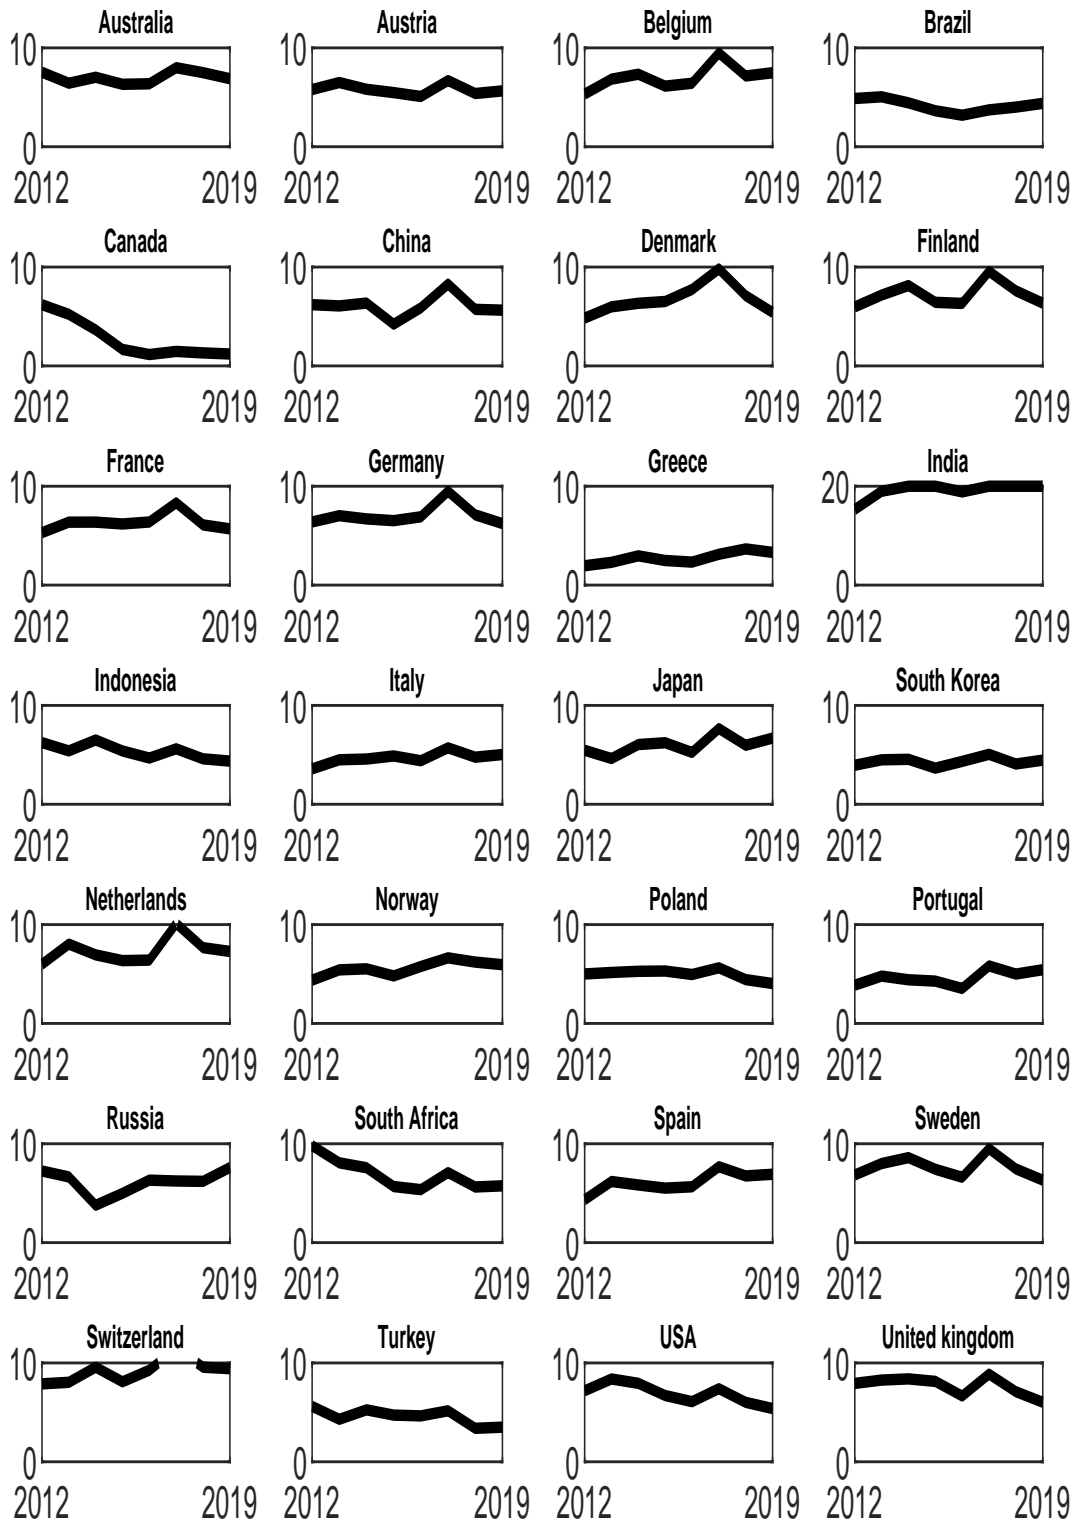 Australia Austria Belgium Brazil
10 10 10 10
0 0 0 0
2012 2019 2012 2019 2012 2019 2012 2019
Canada China Denmark Finland
10 10 10 10
0 0 0 0
2012 2019 2012 2019 2012 2019 2012 2019
France Germany Greece India
10 10 10 20
0 0 0 0
2012 2019 2012 2019 2012 2019 2012 2019
Indonesia Italy Japan South Korea
10 10 10 10
0 0 0 0
2012 2019 2012 2019 2012 2019 2012 2019
Netherlands Norway Poland Portugal
10 10 10 10
0 0 0 0
2012 2019 2012 2019 2012 2019 2012 2019
Russia South Africa Spain Sweden
10 10 10 10
0 0 0 0
2012 2019 2012 2019 2012 2019 2012 2019
Switzerland Turkey USA United kingdom
10 10 10 10
0 0 0 0
2012 2019 2012 2019 2012 2019 2012 2019